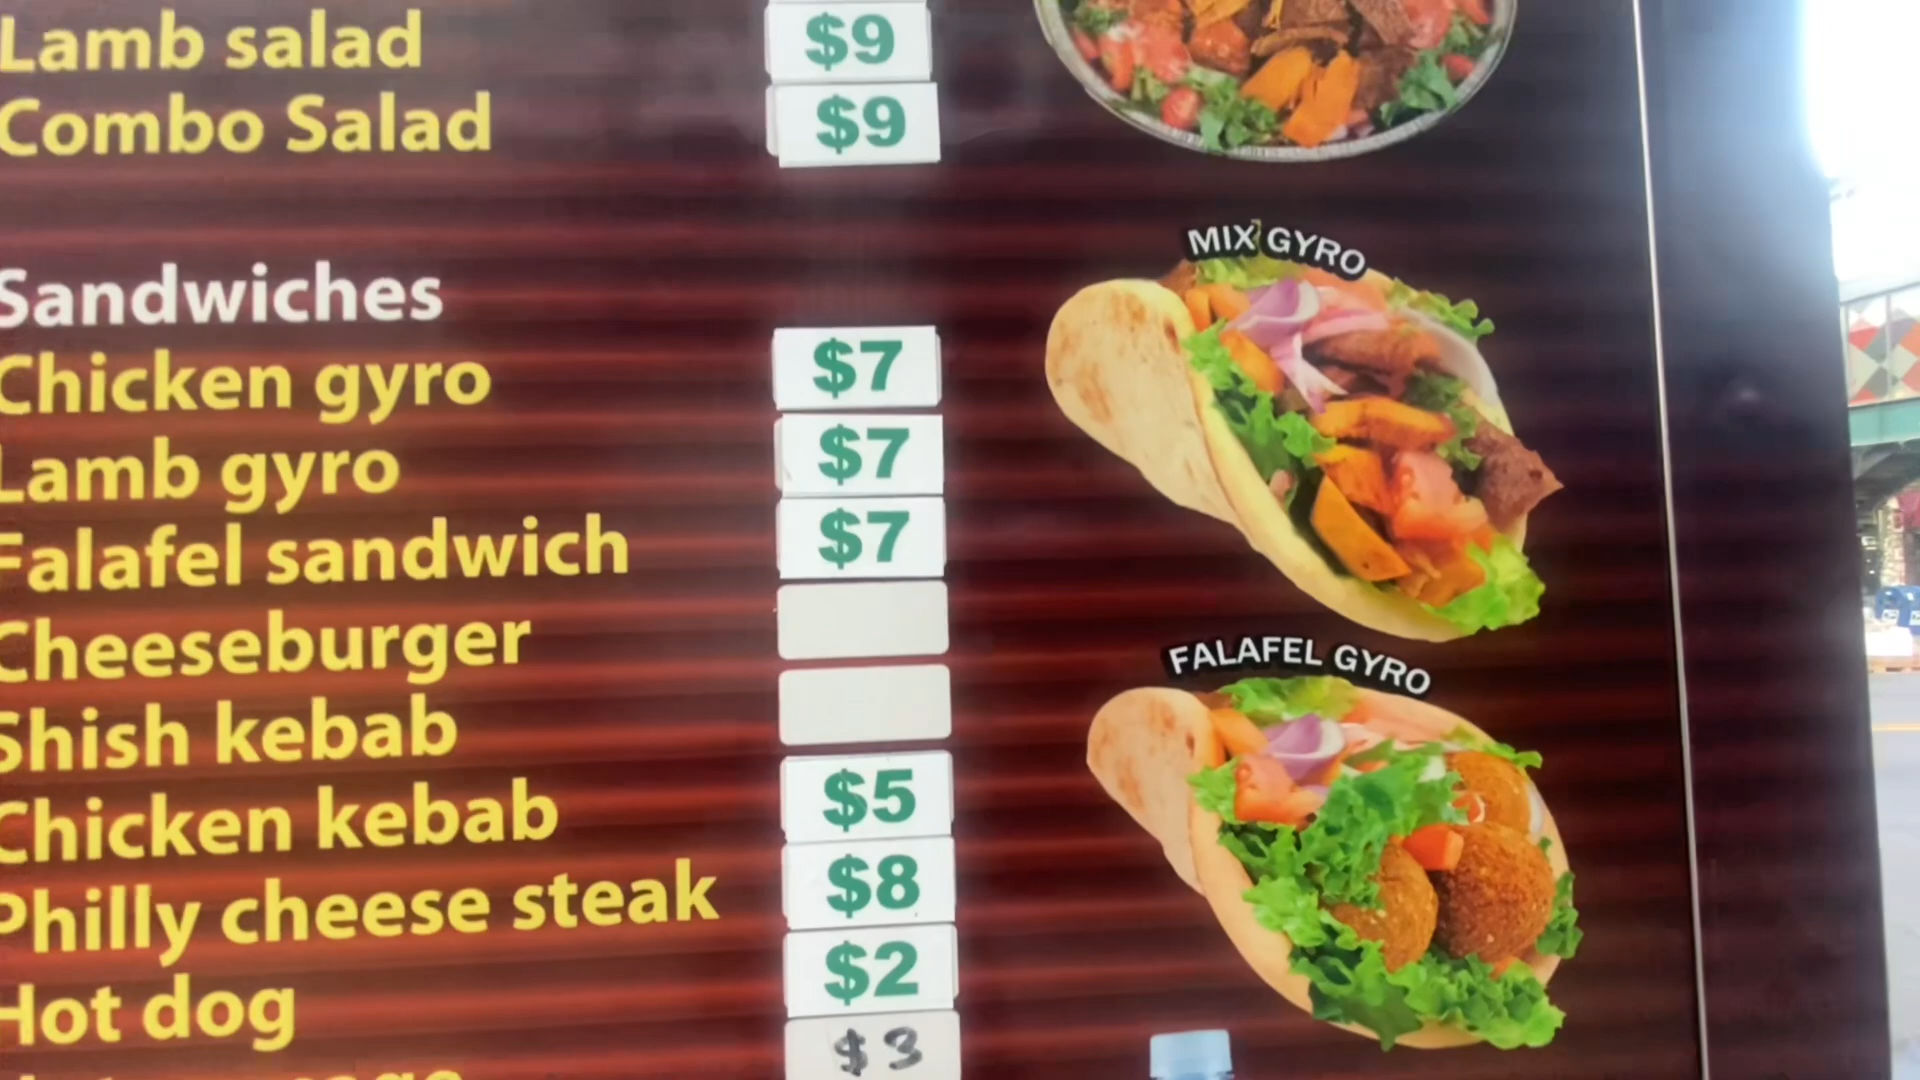 Lamb salad $9
Combo Salad $9
Sandwiches
Chicken gyro $7
Lamb gyro $7
Falafel sandwich $7
Cheeseburger
Shish kebab
Chicken kebab $5
Philly cheese steak $8
Hot dog $2
$3
MIX GYRO
FALAFEL GYRO